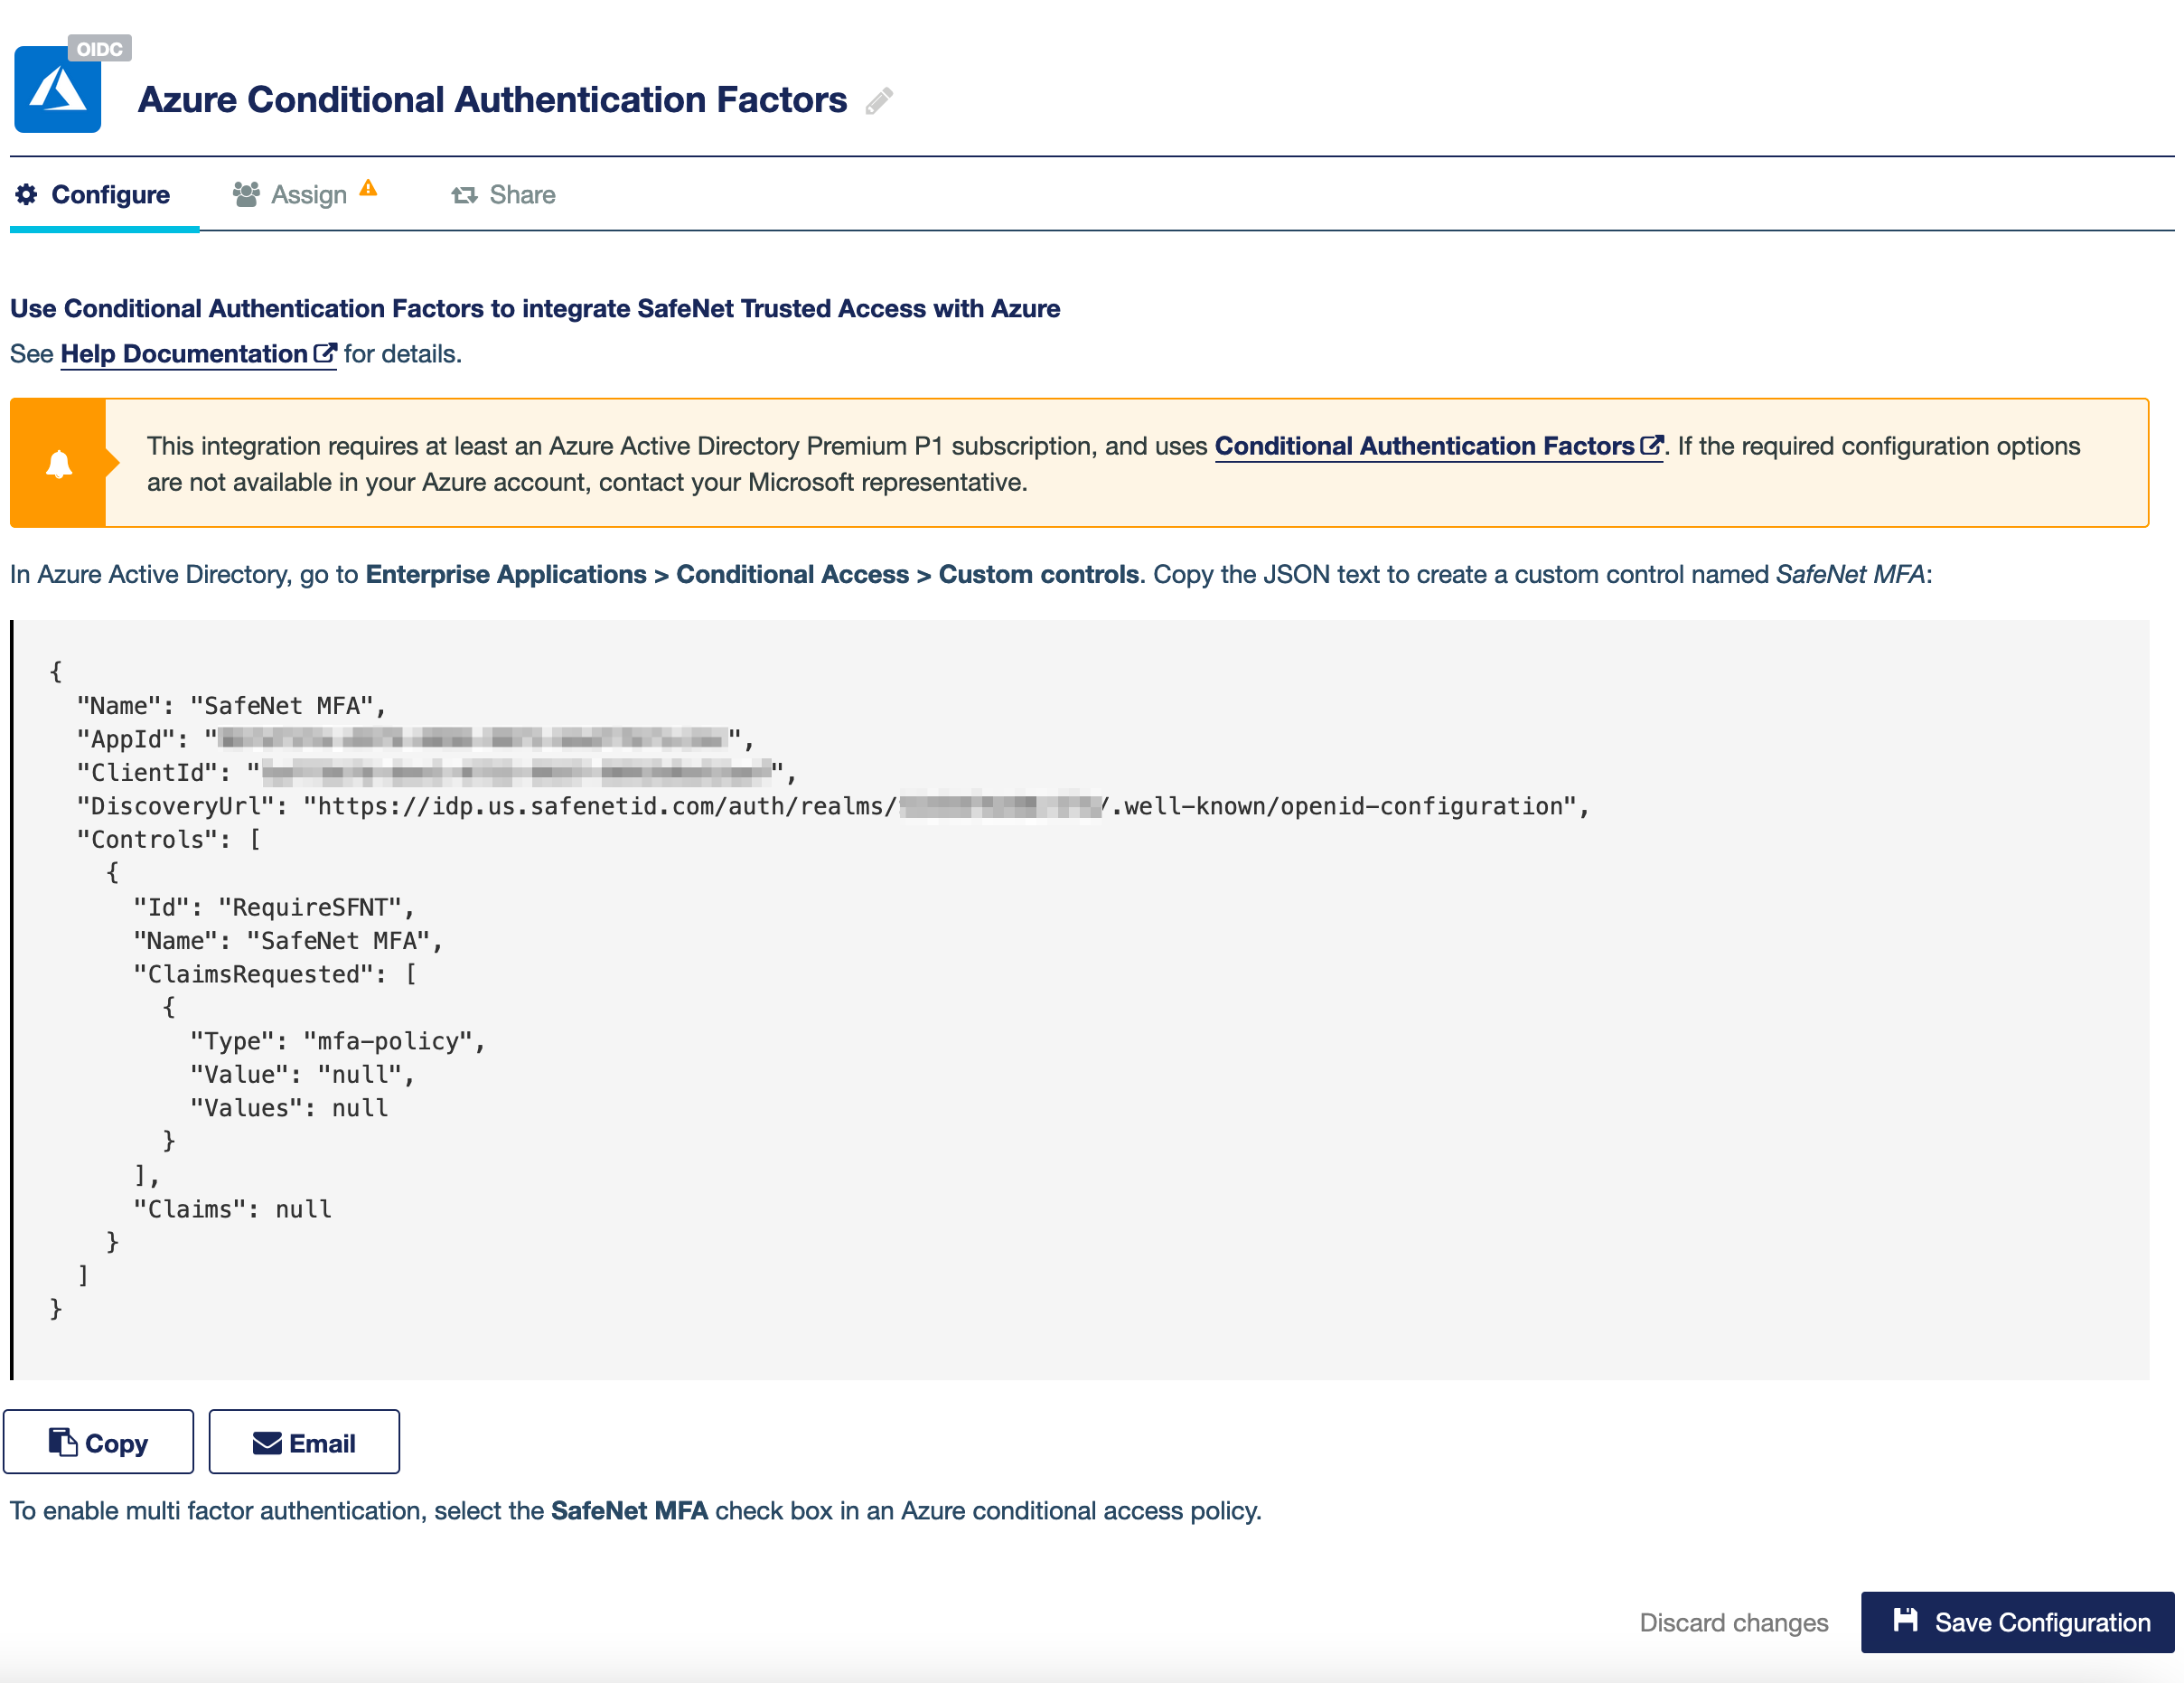 OIDC
Azure Conditional Authentication Factors
Configure Assign Share
Use Conditional Authentication Factors to integrate SafeNet Trusted Access with Azure
See Help Documentation for details.
This integration requires at least an Azure Active Directory Premium P1 subscription, and uses Conditional Authentication Factors. If the required configuration options
are not available in your Azure account, contact your Microsoft representative.
In Azure Active Directory, go to Enterprise Applications > Conditional Access > Custom controls. Copy the JSON text to create a custom control named SafeNet MFA:
{
"Name": "SafeNet MFA",
"AppId": "",
"ClientId": "",
"DiscoveryUrl": "https://idp.us.safenetid.com/auth/realms/ /.well-known/openid-configuration",
"Controls": [
{
"Id": "RequireSFNT",
"Name": "SafeNet MFA",
"ClaimsRequested": [
{
"Type": "mfa-policy",
"Value": "null",
"Values": null
}
],
"Claims": null
}
]
}
Copy Email
To enable multi factor authentication, select the SafeNet MFA check box in an Azure conditional access policy.
Discard changes Save Configuration